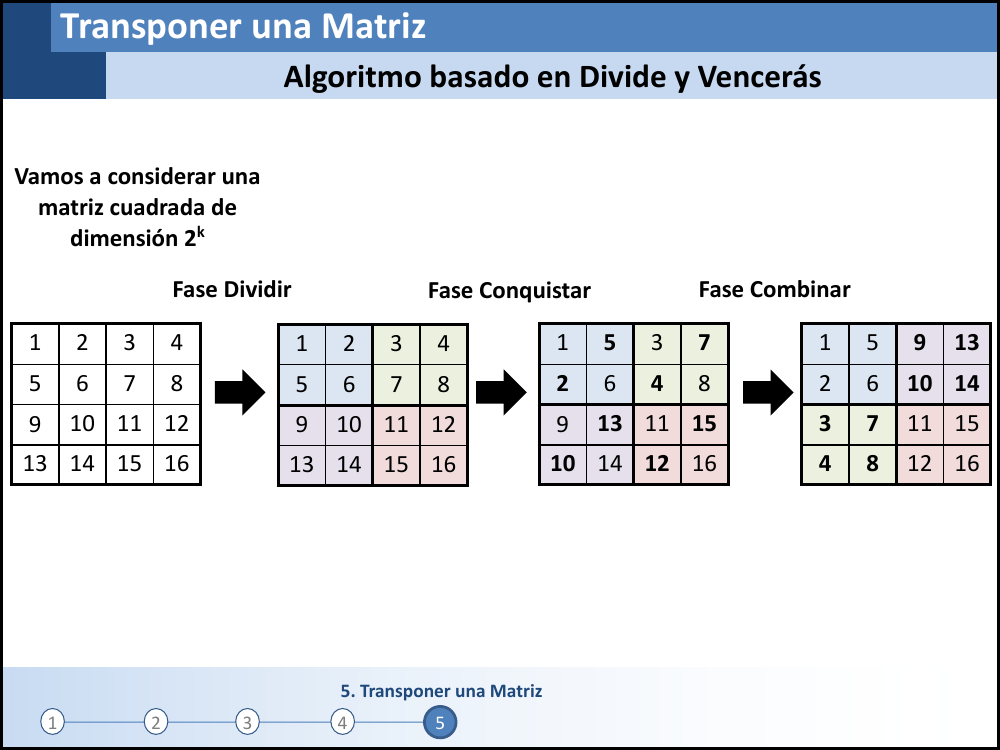 Transponer una Matriz
Algoritmo basado en Divide y Vencerás
Vamos a considerar una
matriz cuadrada de
dimensión 2ᵏ
Fase Dividir
Fase Conquistar
Fase Combinar
1 2 3 4
5 6 7 8
9 10 11 12
13 14 15 16
1 2 3 4
5 6 7 8
9 10 11 12
13 14 15 16
1 5 3 7
2 6 4 8
9 13 11 15
10 14 12 16
1 5 9 13
2 6 10 14
3 7 11 15
4 8 12 16
5. Transponer una Matriz
1 2 3 4 5